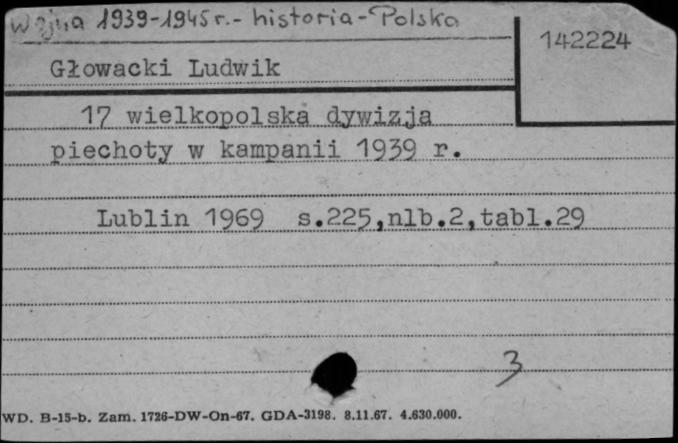 Wojna 1939-1945r.- historia-Polska
142224
Głowacki Ludwik
17 wielkopolska dywizja
piechoty w kampanii 1939 r.
Lublin 1969 s.225,nlb.2,tabl.29
3
WD. B-15-b. Zam. 1726-DW-On-67. GDA-3198. 8.11.67. 4.630.000.